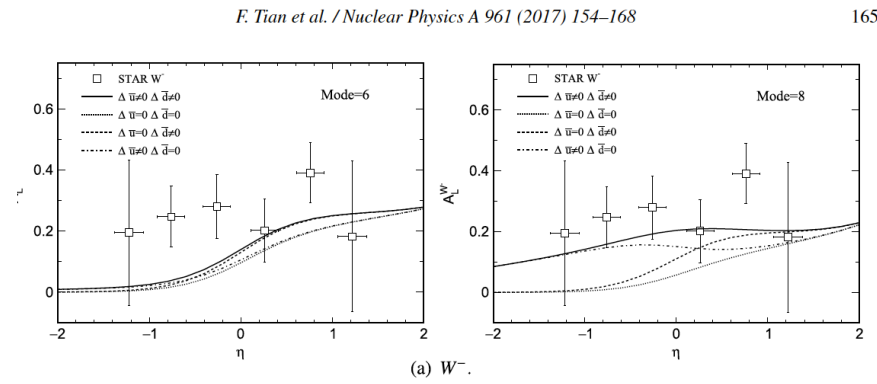 F. Tian et al. / Nuclear Physics A 961 (2017) 154–168
165
STAR W⁻
Δ ū≠0 Δ d̄≠0
Δ ū=0 Δ d̄=0
Δ ū=0 Δ d̄≠0
Δ ū≠0 Δ d̄=0
Mode=6
0.6
0.4
0.2
0
−2
−1
0
1
2
η
STAR W⁻
Δ ū≠0 Δ d̄≠0
Δ ū=0 Δ d̄=0
Δ ū=0 Δ d̄≠0
Δ ū≠0 Δ d̄=0
Mode=8
A_L^W⁻
0.6
0.4
0.2
0
−2
−1
0
1
2
η
(a) W⁻.